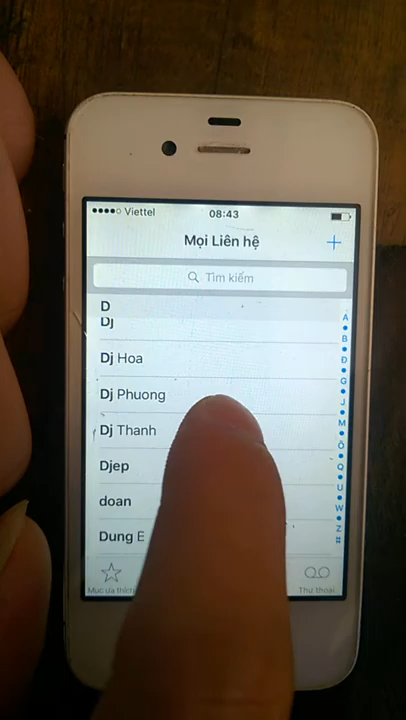 Viettel 08:43
Mọi Liên hệ +
Tìm kiếm
D
Dj
Dj Hoa
Dj Phuong
Dj Thanh
Djep
doan
Dung E
A
B
Đ
G
J
M
Ö
Q
U
W
Z
#
Mục ưa thích
Thư thoại